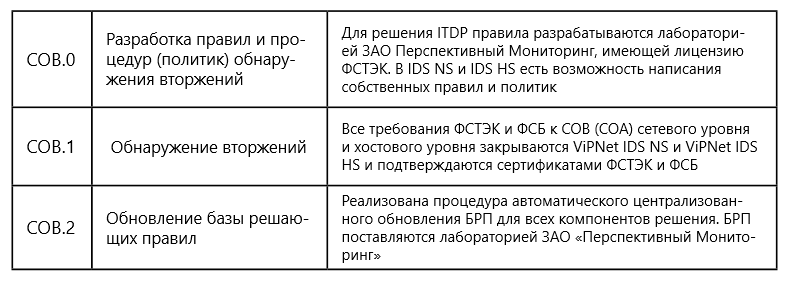 СОВ.0
Разработка правил и про-
цедур (политик) обнару-
жения вторжений
Для решения ITDP правила разрабатываются лаборатори-
ей ЗАО Перспективный Мониторинг, имеющей лицензию
ФСТЭК. В IDS NS и IDS HS есть возможность написания
собственных правил и политик
СОВ.1
Обнаружение вторжений
Все требования ФСТЭК и ФСБ к СОВ (СОА) сетевого уровня
и хостового уровня закрываются ViPNet IDS NS и ViPNet IDS
HS и подтверждаются сертификатами ФСТЭК и ФСБ
СОВ.2
Обновление базы решаю-
щих правил
Реализована процедура автоматического централизован-
ного обновления БРП для всех компонентов решения. БРП
поставляются лабораторией ЗАО «Перспективный Монито-
ринг»